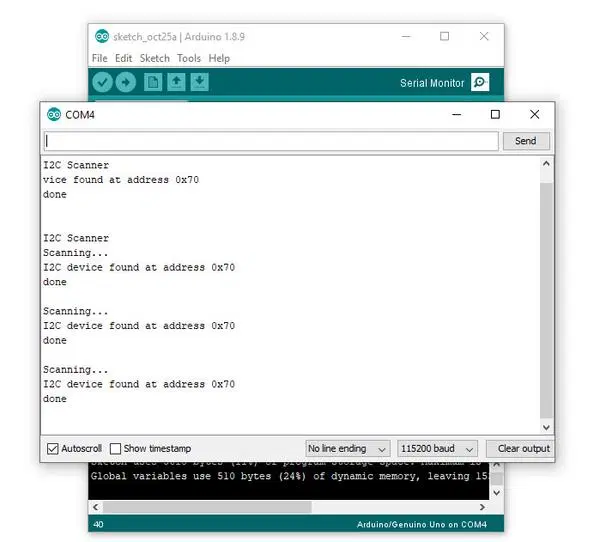 sketch_oct25a | Arduino 1.8.9
File Edit Sketch Tools Help
Serial Monitor
COM4
Send
I2C Scanner
vice found at address 0x70
done
I2C Scanner
Scanning...
I2C device found at address 0x70
done
Scanning...
I2C device found at address 0x70
done
Scanning...
I2C device found at address 0x70
done
Autoscroll Show timestamp No line ending 115200 baud Clear output
Global variables use 510 bytes (24%) of dynamic memory, leaving 15
40 Arduino/Genuino Uno on COM4